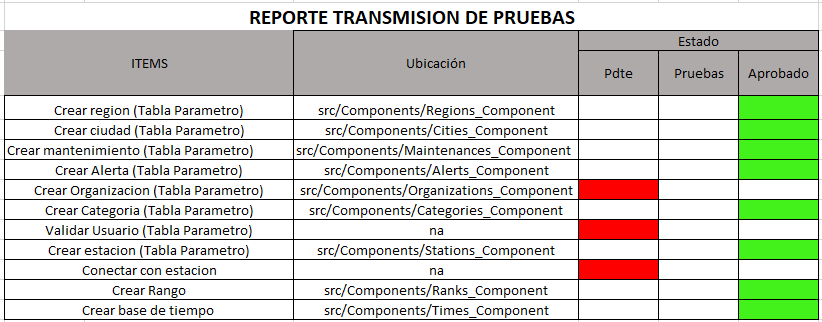 REPORTE TRANSMISION DE PRUEBAS
ITEMS Ubicación Estado
Pdte Pruebas Aprobado
Crear region (Tabla Parametro) src/Components/Regions_Component
Crear ciudad (Tabla Parametro) src/Components/Cities_Component
Crear mantenimiento (Tabla Parametro) src/Components/Maintenances_Component
Crear Alerta (Tabla Parametro) src/Components/Alerts_Component
Crear Organizacion (Tabla Parametro) src/Components/Organizations_Component
Crear Categoria (Tabla Parametro) src/Components/Categories_Component
Validar Usuario (Tabla Parametro) na
Crear estacion (Tabla Parametro) src/Components/Stations_Component
Conectar con estacion na
Crear Rango src/Components/Ranks_Component
Crear base de tiempo src/Components/Times_Component